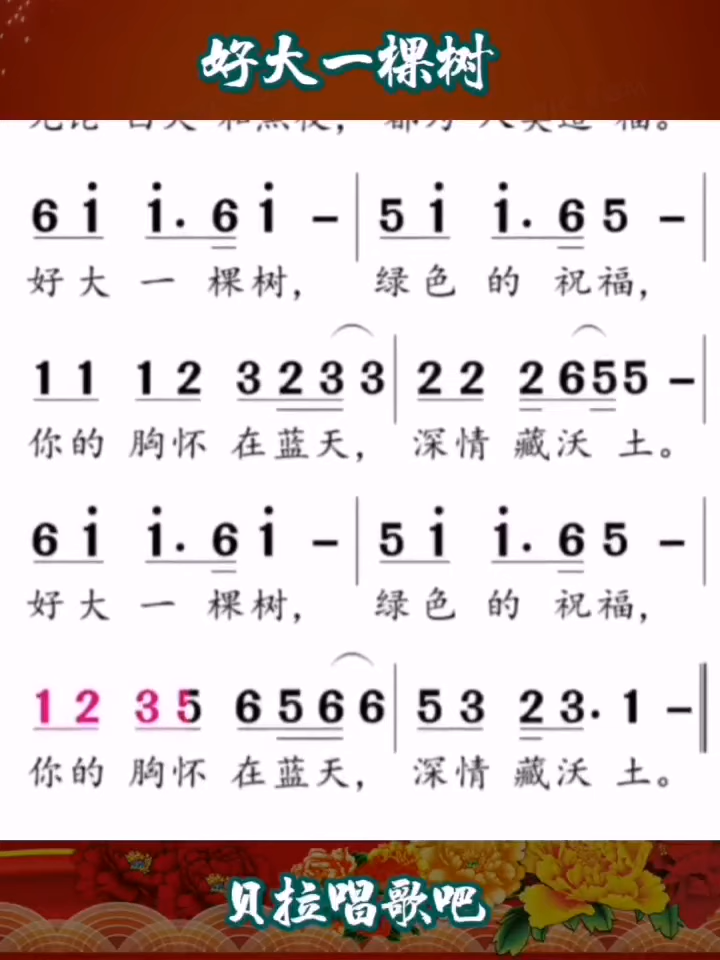 好大一棵树
6 i̇ i̇. 6 i̇ – | 5 i̇ i̇. 6 5 – |
好大 一 棵树， 绿色 的 祝福，
1 1 1 2 3 2 3 3 | 2 2 2 6 5 5 – |
你的 胸怀 在蓝天， 深情 藏沃 土。
6 i̇ i̇. 6 i̇ – | 5 i̇ i̇. 6 5 – |
好大 一 棵树， 绿色 的 祝福，
1 2 3 5 6 5 6 6 | 5 3 2 3. 1 – ‖
你的 胸怀 在蓝天， 深情 藏沃 土。
贝拉唱歌吧